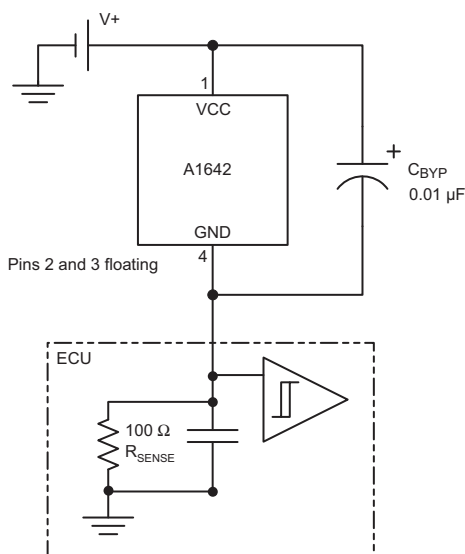 V+
1
VCC
A1642
GND
4
Pins 2 and 3 floating
+
CBYP
0.01 µF
ECU
100 Ω
RSENSE